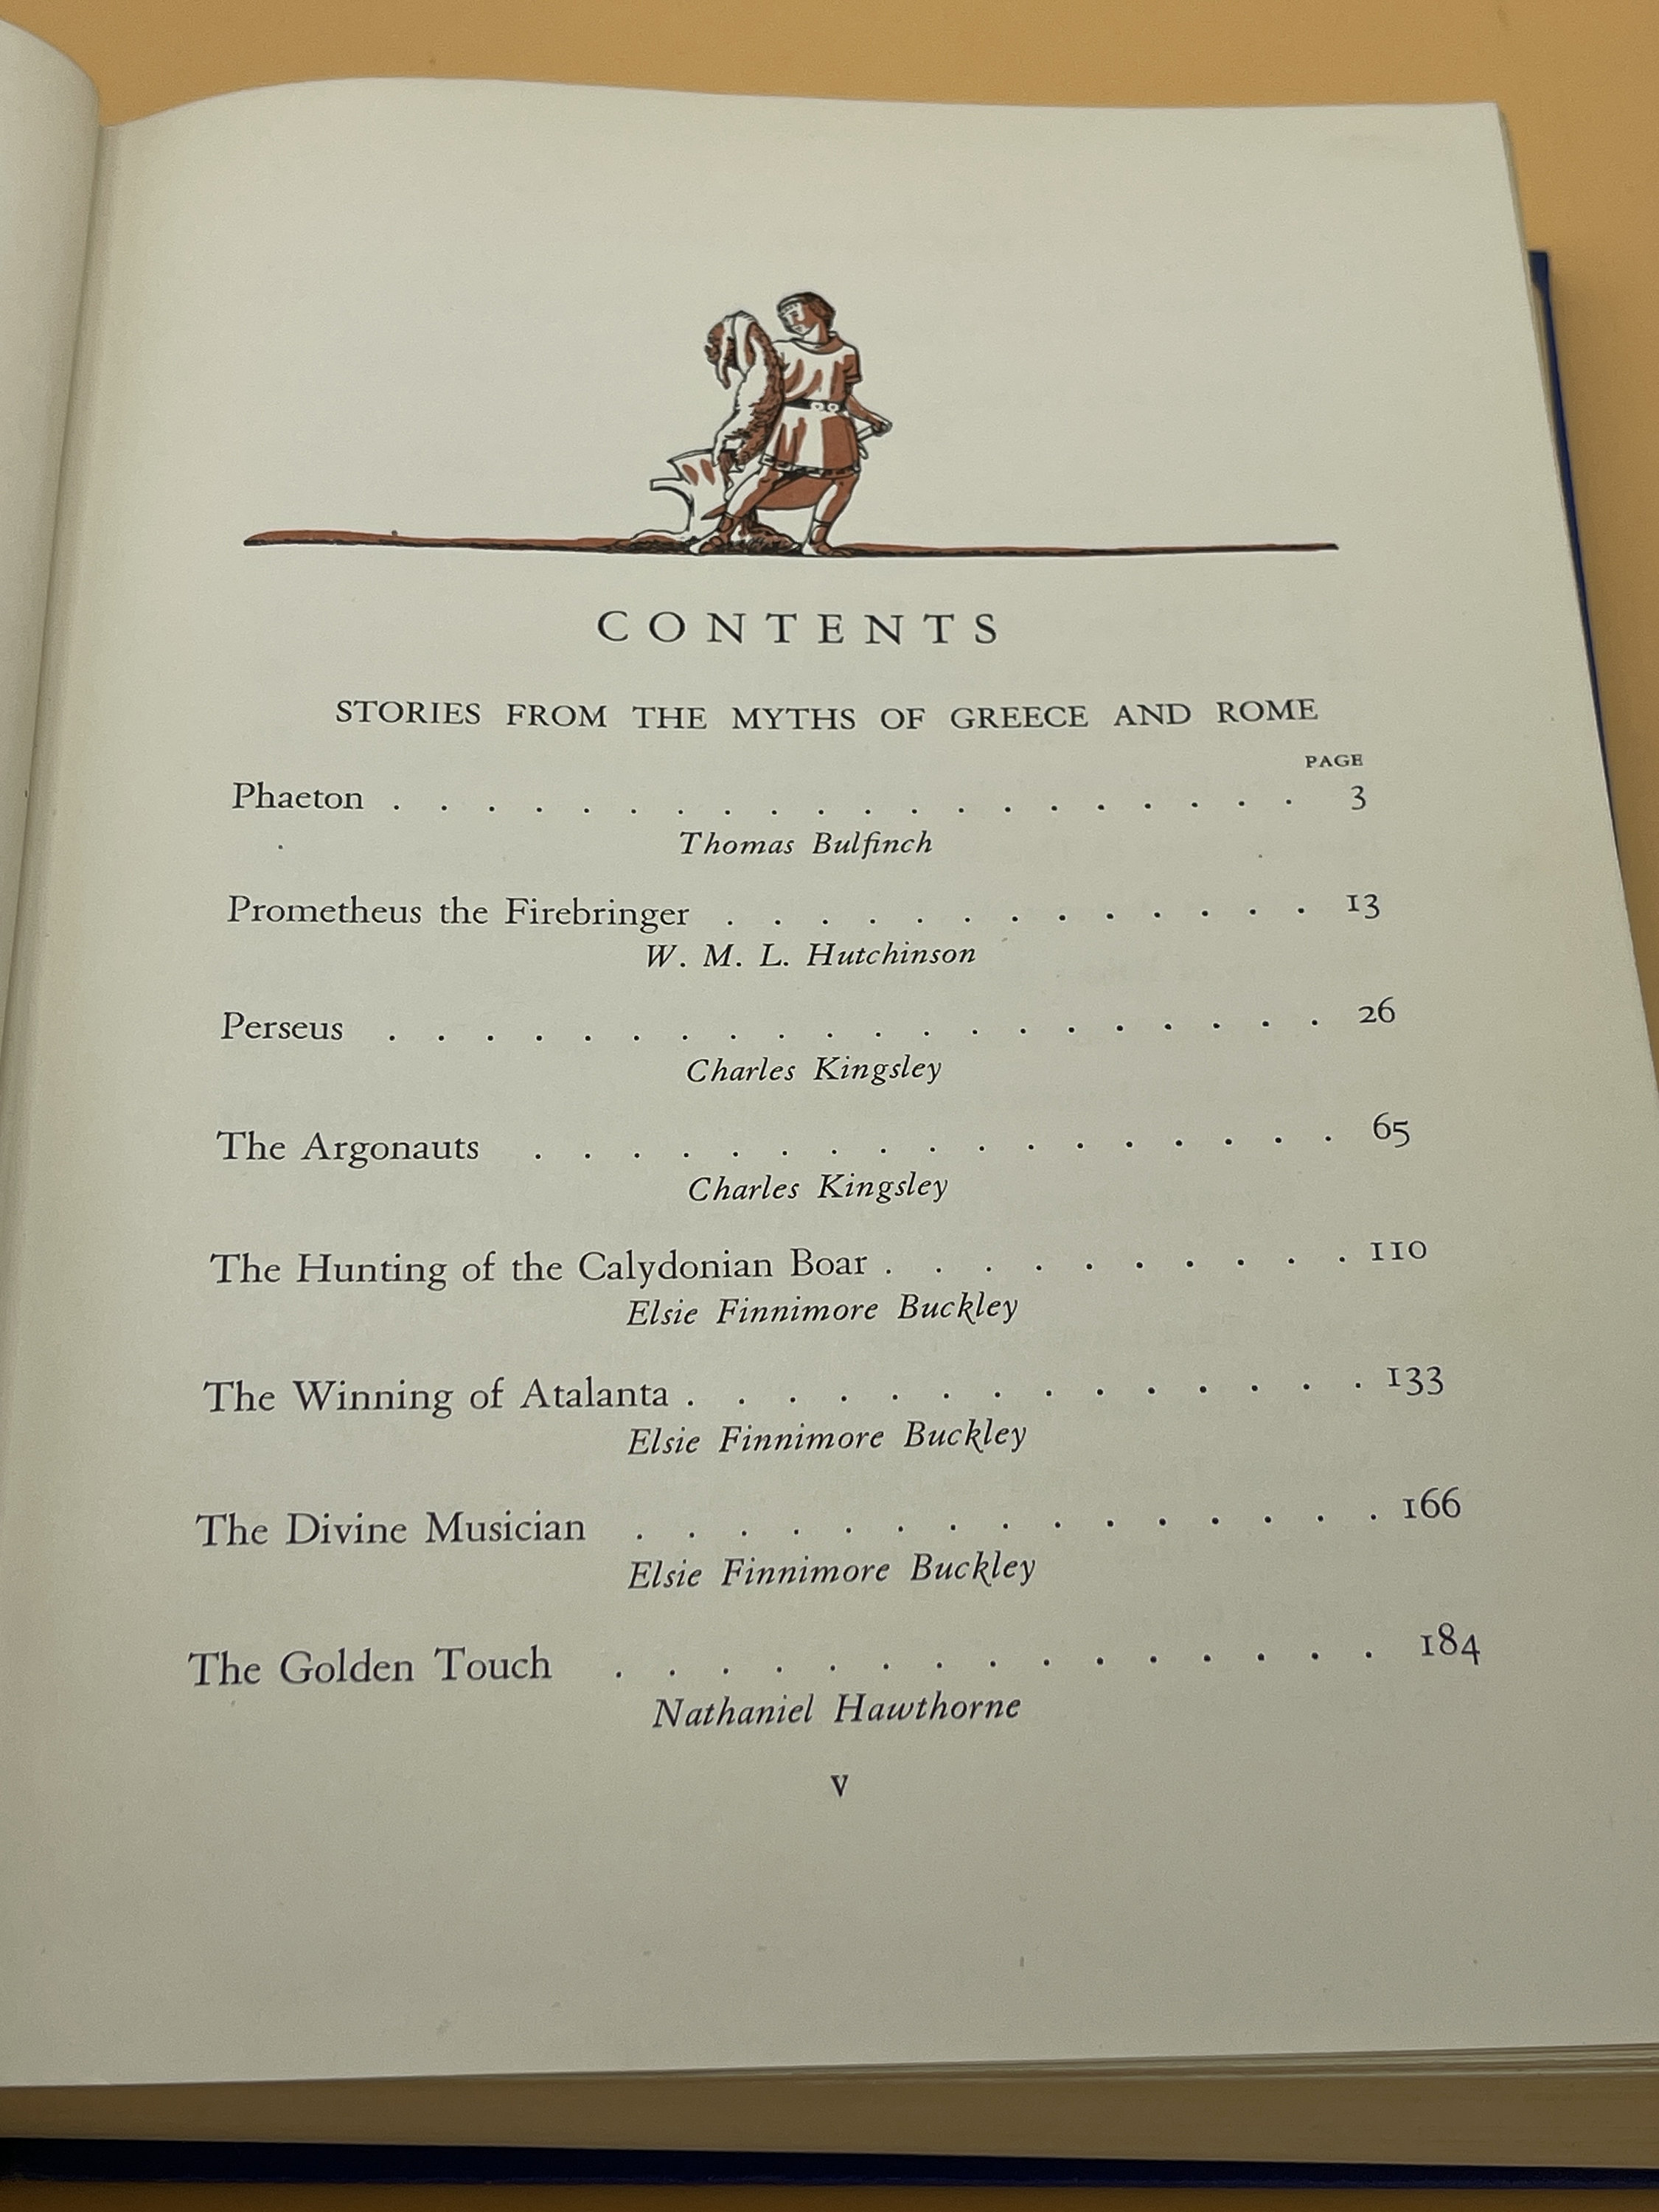 CONTENTS
STORIES FROM THE MYTHS OF GREECE AND ROME
PAGE
Phaeton . . . . . . . . . . . . . . . . . . . . 3
Thomas Bulfinch
Prometheus the Firebringer . . . . . . . . . . . . . 13
W. M. L. Hutchinson
Perseus . . . . . . . . . . . . . . . . . . . . 26
Charles Kingsley
The Argonauts . . . . . . . . . . . . . . . . . 65
Charles Kingsley
The Hunting of the Calydonian Boar . . . . . . . . . . 110
Elsie Finnimore Buckley
The Winning of Atalanta . . . . . . . . . . . . . . 133
Elsie Finnimore Buckley
The Divine Musician . . . . . . . . . . . . . . . 166
Elsie Finnimore Buckley
The Golden Touch . . . . . . . . . . . . . . . 184
Nathaniel Hawthorne
v